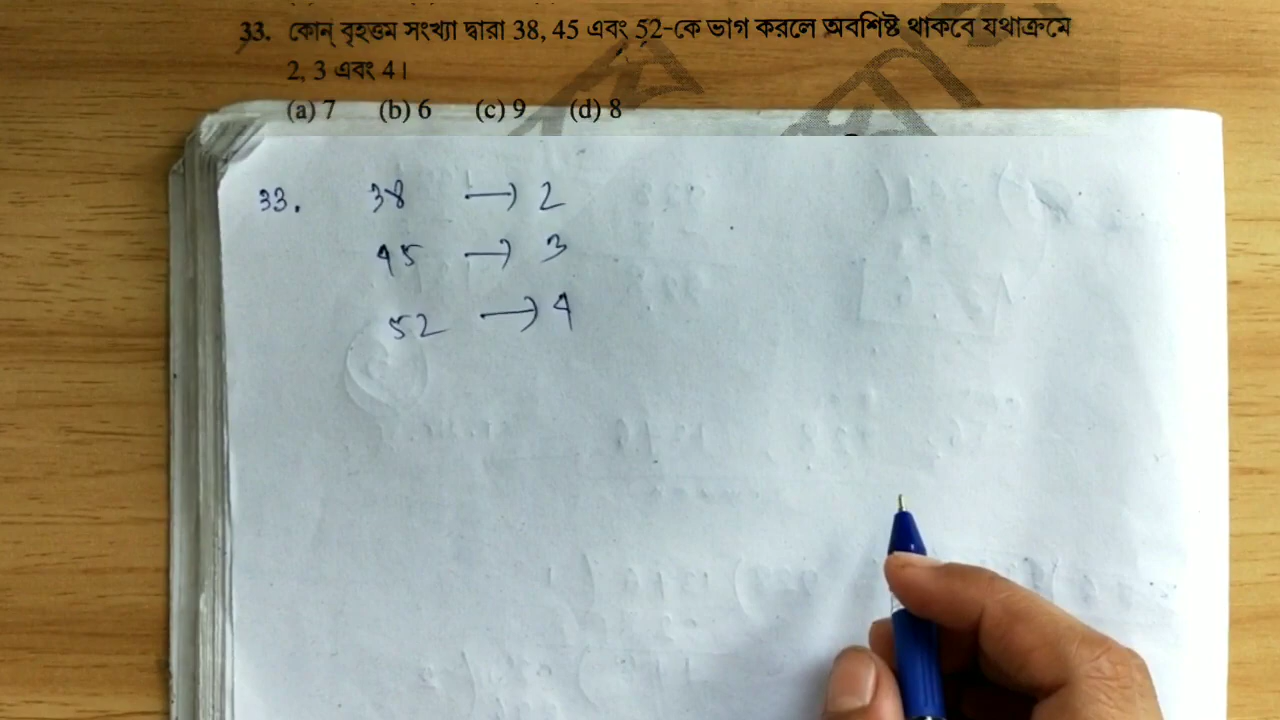 33. কোন্ বৃহত্তম সংখ্যা দ্বারা 38, 45 এবং 52-কে ভাগ করলে অবশিষ্ট থাকবে যথাক্রমে
2, 3 এবং 4।
(a) 7 (b) 6 (c) 9 (d) 8
33. 38 → 2
45 → 3
52 → 4